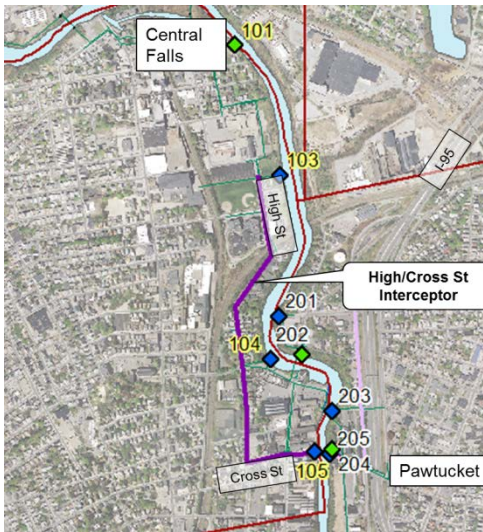 101
Central
Falls
103
I-95
High St
High/Cross St
Interceptor
201
202
104
203
205
105
204
Cross St
Pawtucket